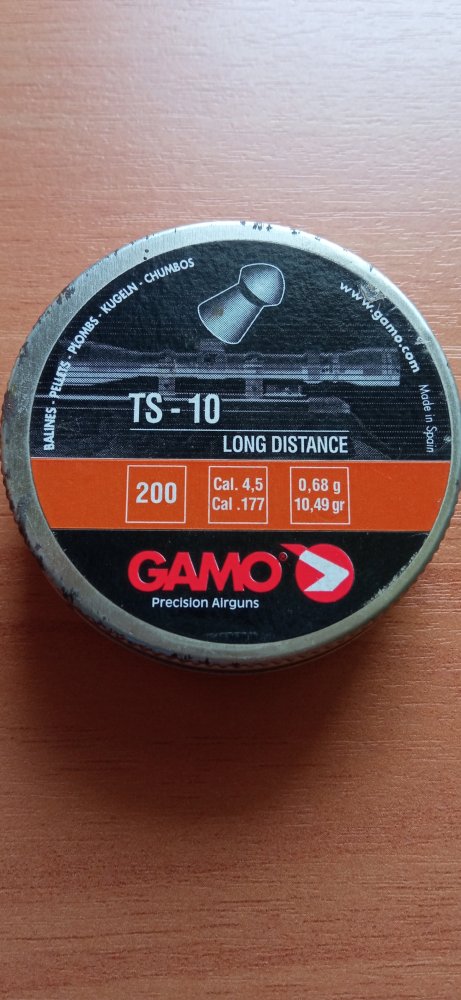 BALINES - PELLETS - PLOMBS - KUGELN - CHUMBOS
www.gamo.com
Made in Spain
TS - 10
LONG DISTANCE
200
Cal. 4,5
Cal .177
0,68 g
10,49 gr
GAMO®
Precision Airguns